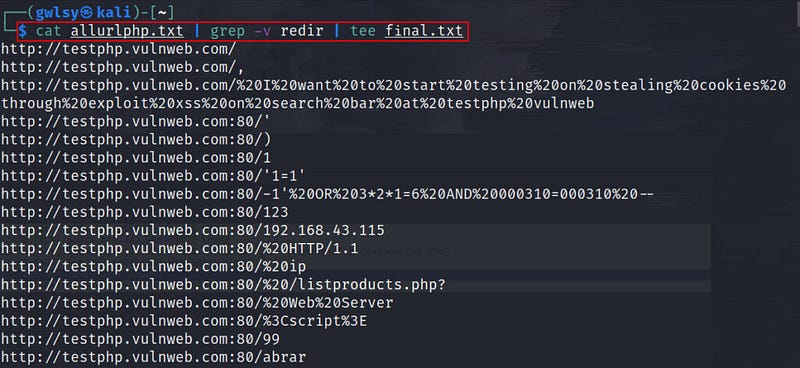 ┌──(gwlsy㉿kali)-[~]
└─$ cat allurlphp.txt | grep -v redir | tee final.txt
http://testphp.vulnweb.com/
http://testphp.vulnweb.com/,
http://testphp.vulnweb.com/%20I%20want%20to%20start%20testing%20on%20stealing%20cookies%20
through%20exploit%20xss%20on%20search%20bar%20at%20testphp%20vulnweb
http://testphp.vulnweb.com:80/'
http://testphp.vulnweb.com:80/)
http://testphp.vulnweb.com:80/1
http://testphp.vulnweb.com:80/'1=1'
http://testphp.vulnweb.com:80/-1'%20OR%203*2*1=6%20AND%20000310=000310%20--
http://testphp.vulnweb.com:80/123
http://testphp.vulnweb.com:80/192.168.43.115
http://testphp.vulnweb.com:80/%20HTTP/1.1
http://testphp.vulnweb.com:80/%20ip
http://testphp.vulnweb.com:80/%20/listproducts.php?
http://testphp.vulnweb.com:80/%20Web%20Server
http://testphp.vulnweb.com:80/%3Cscript%3E
http://testphp.vulnweb.com:80/99
http://testphp.vulnweb.com:80/abrar